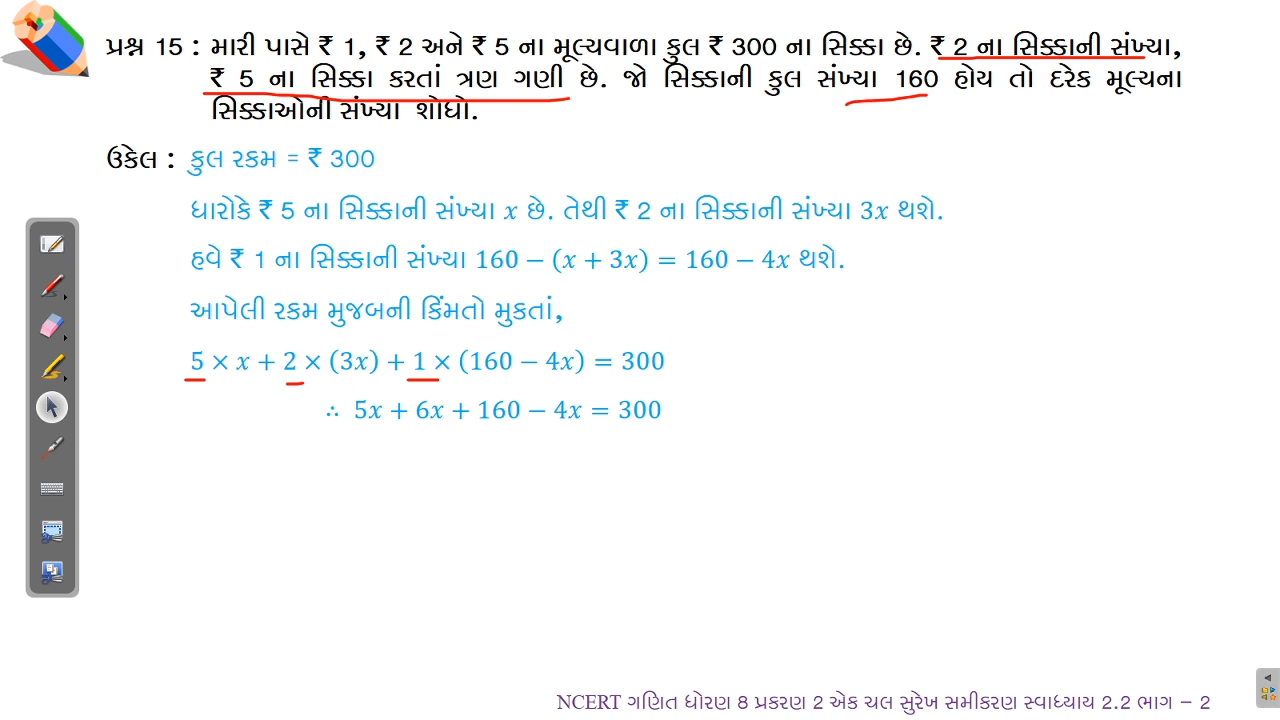 પ્રશ્ન 15 : મારી પાસે ₹ 1, ₹ 2 અને ₹ 5 ના મૂલ્યવાળા કુલ ₹ 300 ના સિક્કા છે. ₹ 2 ના સિક્કાની સંખ્યા,
₹ 5 ના સિક્કા કરતાં ત્રણ ગણી છે. જો સિક્કાની કુલ સંખ્યા 160 હોય તો દરેક મૂલ્યના
સિક્કાઓની સંખ્યા શોધો.
ઉકેલ : કુલ રકમ = ₹ 300
ધારોકે ₹ 5 ના સિક્કાની સંખ્યા x છે. તેથી ₹ 2 ના સિક્કાની સંખ્યા 3x થશે.
હવે ₹ 1 ના સિક્કાની સંખ્યા 160 − (x + 3x) = 160 − 4x થશે.
આપેલી રકમ મુજબની કિંમતો મુકતાં,
5 × x + 2 × (3x) + 1 × (160 − 4x) = 300
∴ 5x + 6x + 160 − 4x = 300
NCERT ગણિત ધોરણ 8 પ્રકરણ 2 એક ચલ સુરેખ સમીકરણ સ્વાધ્યાય 2.2 ભાગ – 2